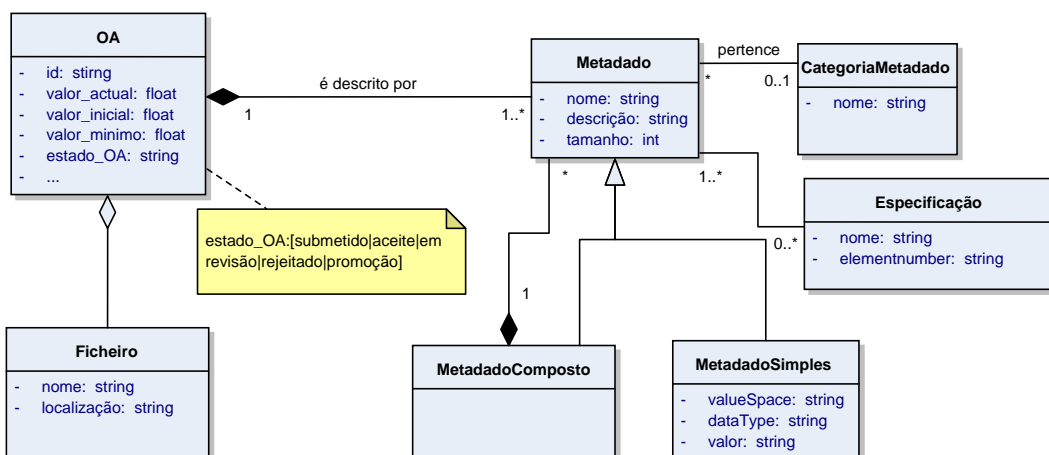 OA
- id: stirng
- valor_actual: float
- valor_inicial: float
- valor_minimo: float
- estado_OA: string
- ...
é descrito por
1
1..*
Metadado
- nome: string
- descrição: string
- tamanho: int
pertence
*
0..1
CategoriaMetadado
- nome: string
*
1..*
0..*
Especificação
- nome: string
- elementnumber: string
estado_OA:[submetido|aceite|em
revisão|rejeitado|promoção]
1
Ficheiro
- nome: string
- localização: string
MetadadoComposto
MetadadoSimples
- valueSpace: string
- dataType: string
- valor: string